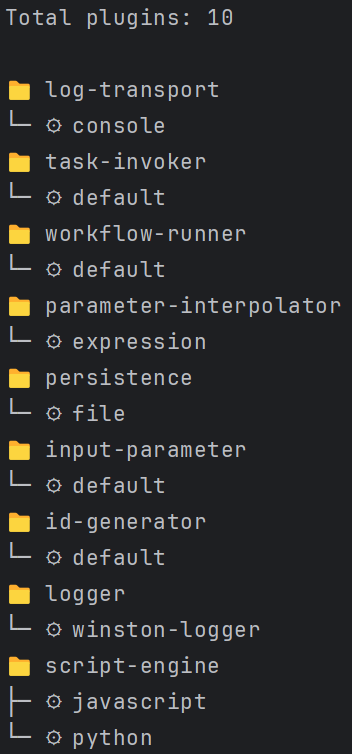 Total plugins: 10
📁 log-transport
└─ ⚙ console
📁 task-invoker
└─ ⚙ default
📁 workflow-runner
└─ ⚙ default
📁 parameter-interpolator
└─ ⚙ expression
📁 persistence
└─ ⚙ file
📁 input-parameter
└─ ⚙ default
📁 id-generator
└─ ⚙ default
📁 logger
└─ ⚙ winston-logger
📁 script-engine
├─ ⚙ javascript
└─ ⚙ python